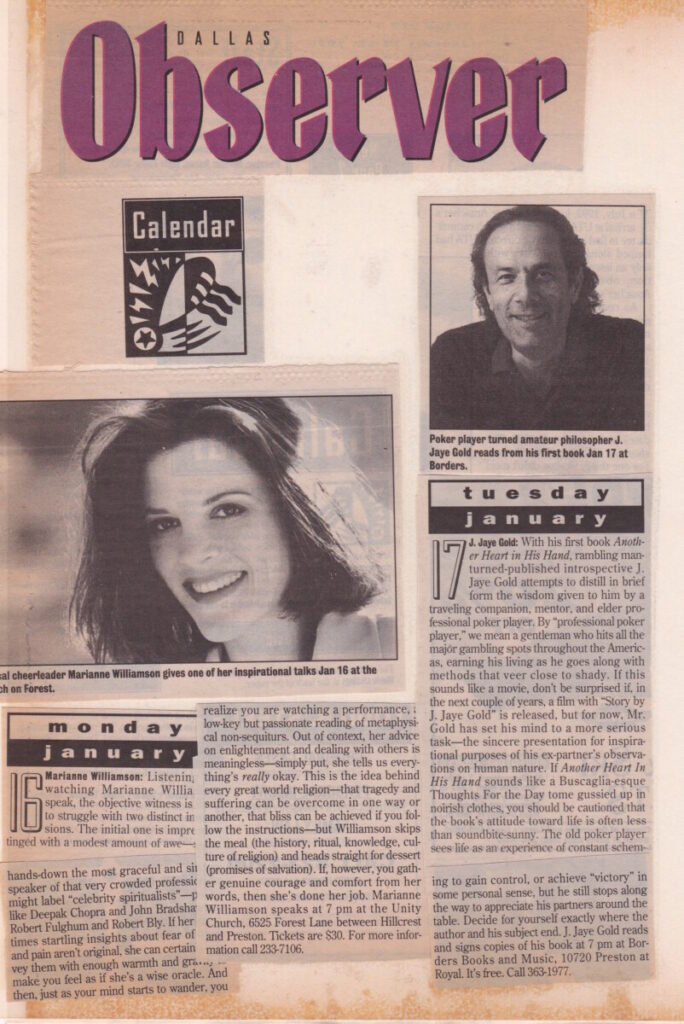 DALLAS
Observer
Calendar
Poker player turned amateur philosopher J.
Jaye Gold reads from his first book Jan 17 at
Borders.
cal cheerleader Marianne Williamson gives one of her inspirational talks Jan 16 at the
ch on Forest.
monday
january
16
Marianne Williamson: Listening
watching Marianne Willia
speak, the objective witness is
to struggle with two distinct im
sions. The initial one is impre
tinged with a modest amount of awe—
hands-down the most graceful and sin
speaker of that very crowded professio
might label "celebrity spiritualists"—p
like Deepak Chopra and John Bradsha
Robert Fulghum and Robert Bly. If her
times startling insights about fear of
and pain aren't original, she can certain
vey them with enough warmth and
make you feel as if she's a wise oracle. And
then, just as your mind starts to wander, you
realize you are watching a performance, a
low-key but passionate reading of metaphysi-
cal non-sequiturs. Out of context, her advice
on enlightenment and dealing with others is
meaningless—simply put, she tells us every-
thing's really okay. This is the idea behind
every great world religion—that tragedy and
suffering can be overcome in one way or
another, that bliss can be achieved if you fol-
low the instructions—but Williamson skips
the meal (the history, ritual, knowledge, cul-
ture of religion) and heads straight for dessert
(promises of salvation). If, however, you gath-
er genuine courage and comfort from her
words, then she's done her job. Marianne
Williamson speaks at 7 pm at the Unity
Church, 6525 Forest Lane between Hillcrest
and Preston. Tickets are $30. For more infor-
mation call 233-7106.
tuesday
january
17
J. Jaye Gold: With his first book Anoth-
er Heart in His Hand, rambling man-
turned-published introspective J.
Jaye Gold attempts to distill in brief
form the wisdom given to him by a
traveling companion, mentor, and elder pro-
fessional poker player. By "professional poker
player," we mean a gentleman who hits all the
major gambling spots throughout the Americ-
as, earning his living as he goes along with
methods that veer close to shady. If this
sounds like a movie, don't be surprised if, in
the next couple of years, a film with "Story by
J. Jaye Gold" is released, but for now, Mr.
Gold has set his mind to a more serious
task—the sincere presentation for inspira-
tional purposes of his ex-partner's observa-
tions on human nature. If Another Heart In
His Hand sounds like a Buscaglia-esque
Thoughts For the Day tome gussied up in
noirish clothes, you should be cautioned that
the book's attitude toward life is often less
than soundbite-sunny. The old poker player
sees life as an experience of constant schem-
ing to gain control, or achieve "victory" in
some personal sense, but he still stops along
the way to appreciate his partners around the
table. Decide for yourself exactly where the
author and his subject end. J. Jaye Gold reads
and signs copies of his book at 7 pm at Bor-
ders Books and Music, 10720 Preston at
Royal. It's free. Call 363-1977.